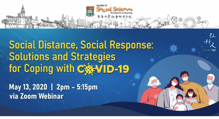 Social Distance, Social Response:
Solutions and Strategies
for Coping with COVID-19
May 13, 2020 | 2pm - 5:15pm
via Zoom Webinar